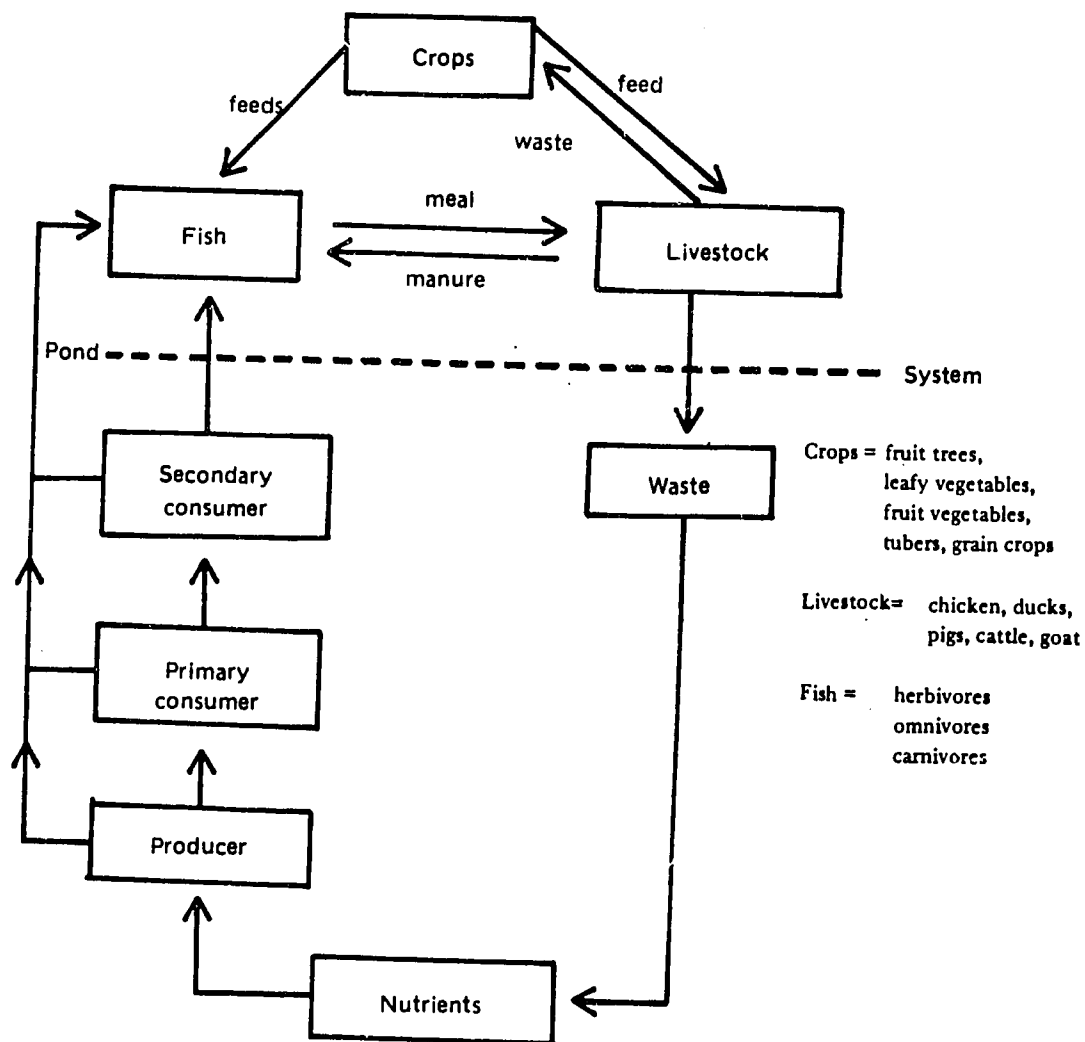 Crops
feeds
feed
waste
Fish
meal
manure
Livestock
Pond
System
Secondary
consumer
Waste
Crops = fruit trees,
leafy vegetables,
fruit vegetables,
tubers, grain crops
Livestock= chicken, ducks,
pigs, cattle, goat
Primary
consumer
Fish = herbivores
omnivores
carnivores
Producer
Nutrients